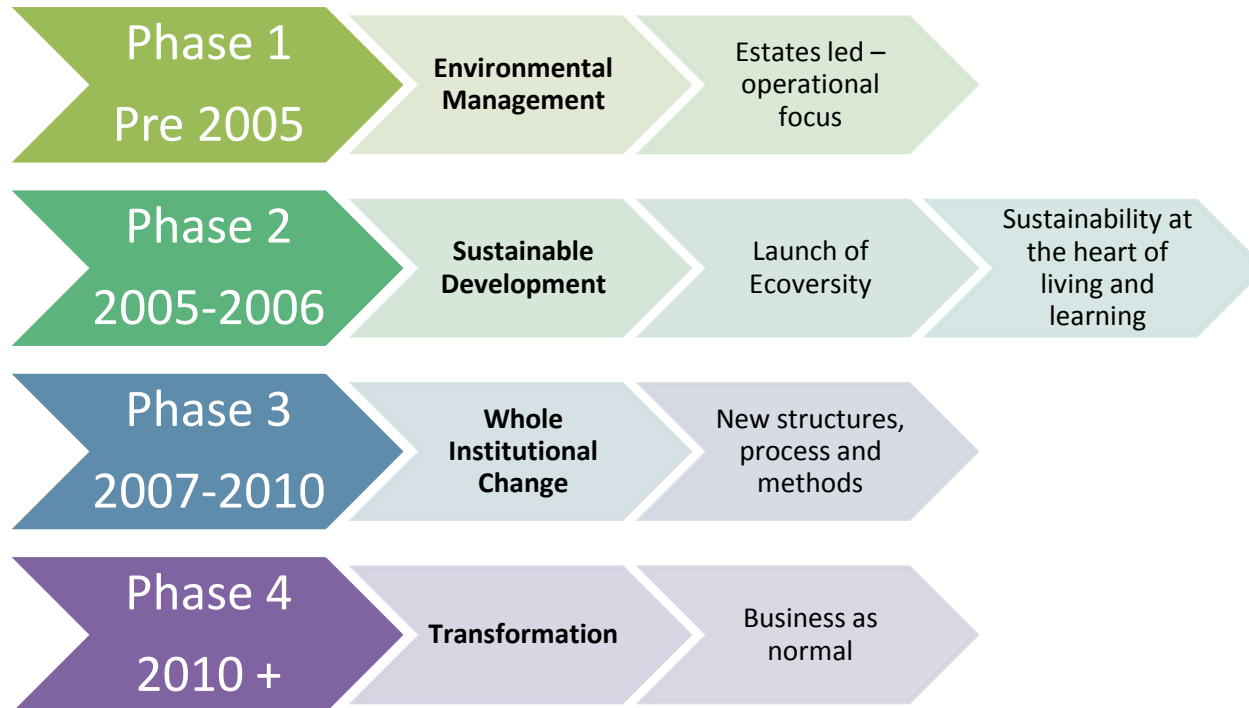 Phase 1
Pre 2005
Environmental
Management
Estates led –
operational
focus
Phase 2
2005-2006
Sustainable
Development
Launch of
Ecoversity
Sustainability at
the heart of
living and
learning
Phase 3
2007-2010
Whole
Institutional
Change
New structures,
process and
methods
Phase 4
2010 +
Transformation
Business as
normal